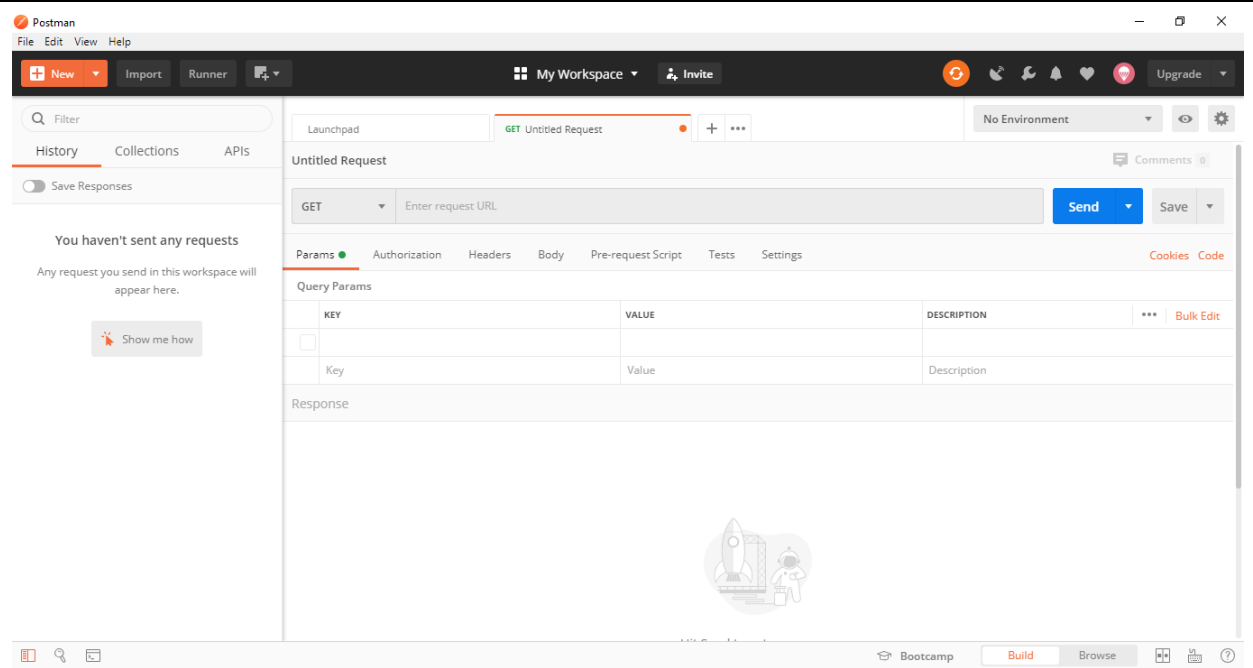 Postman
File Edit View Help
New Import Runner My Workspace Invite Upgrade
Filter
History Collections APIs
Save Responses
You haven't sent any requests
Any request you send in this workspace will
appear here.
Show me how
Launchpad GET Untitled Request No Environment
Untitled Request Comments 0
GET Enter request URL Send Save
Params Authorization Headers Body Pre-request Script Tests Settings Cookies Code
Query Params
KEY VALUE DESCRIPTION Bulk Edit
Key Value Description
Response
Bootcamp Build Browse